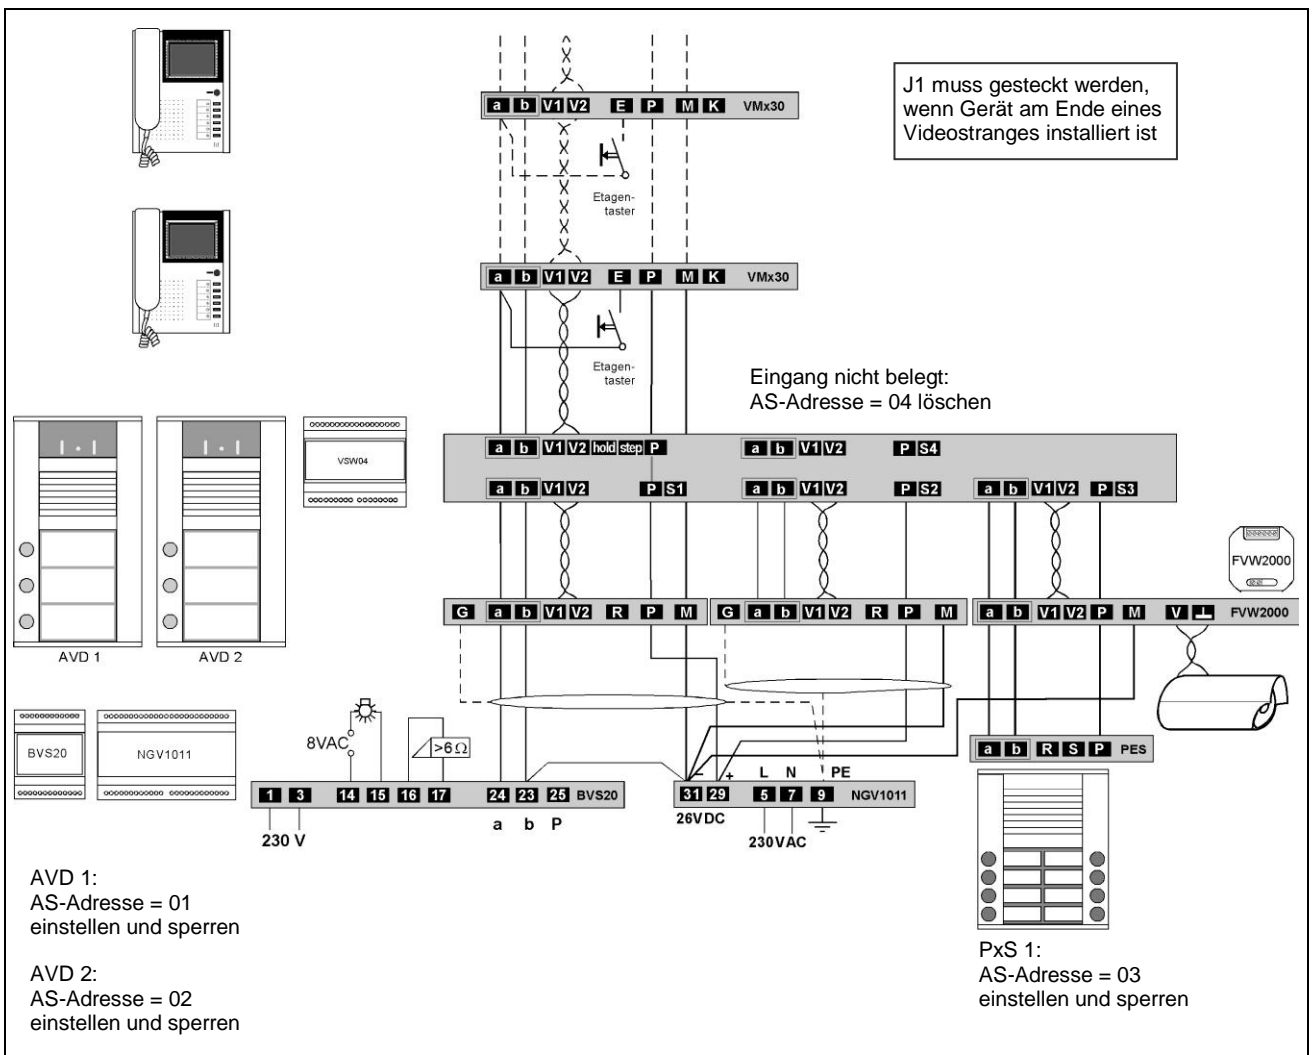 J1 muss gesteckt werden,
wenn Gerät am Ende eines
Videostranges installiert ist
a b V1 V2 E P M K VMx30
Etagen-
taster
a b V1 V2 E P M K VMx30
Etagen-
taster
Eingang nicht belegt:
AS-Adresse = 04 löschen
VSW04
a b V1 V2 hold step P a b V1 V2 P S4
a b V1 V2 P S1 a b V1 V2 P S2 a b V1 V2 P S3
FVW2000
G a b V1 V2 R P M G a b V1 V2 R P M a b V1 V2 P M V FVW2000
AVD 1 AVD 2
BVS20 NGV1011
8VAC >6 Ω
a b R S P PES
− + L N PE
1 3 14 15 16 17 24 23 25 BVS20 31 29 5 7 9 NGV1011
230 V a b P 26VDC 230VAC
AVD 1:
AS-Adresse = 01
einstellen und sperren
AVD 2:
AS-Adresse = 02
einstellen und sperren
PxS 1:
AS-Adresse = 03
einstellen und sperren